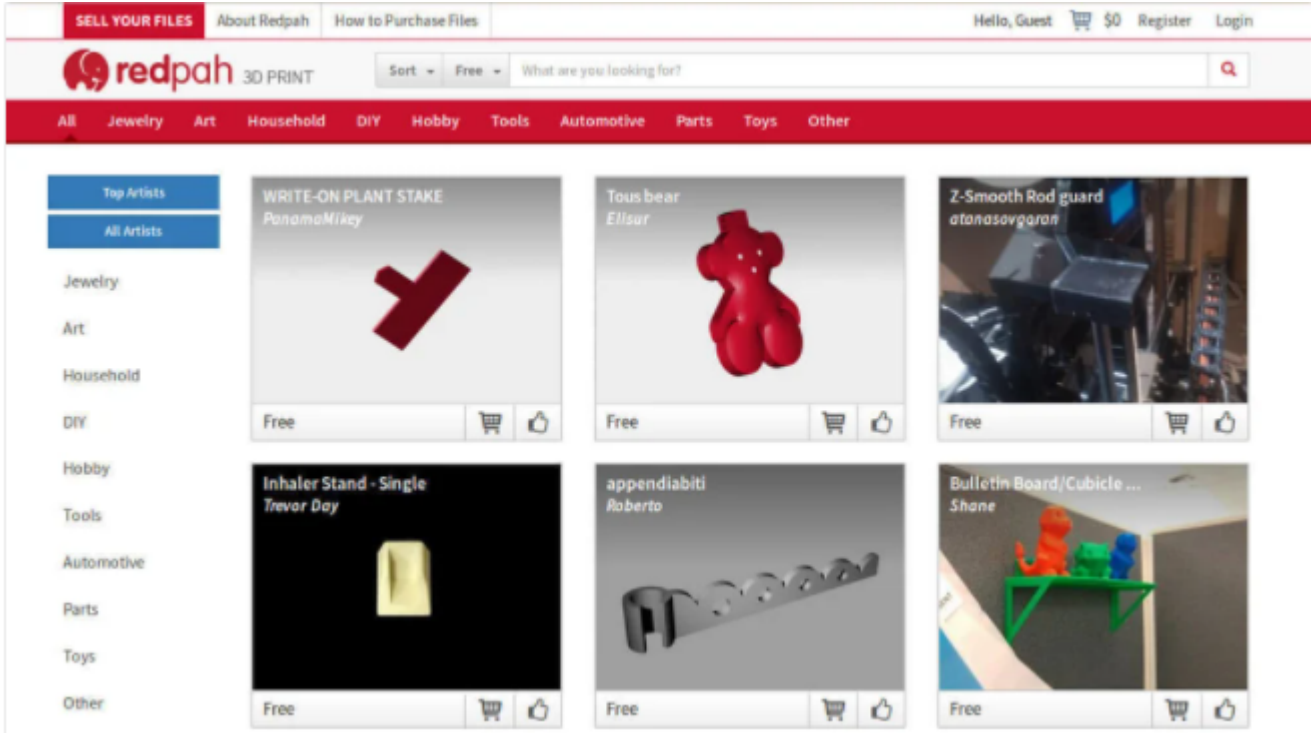 SELL YOUR FILES About Redpah How to Purchase Files Hello, Guest $0 Register Login
redpah 3D PRINT Sort Free What are you looking for?
All Jewelry Art Household DIY Hobby Tools Automotive Parts Toys Other
Top Artists
All Artists
Jewelry
Art
Household
DIY
Hobby
Tools
Automotive
Parts
Toys
Other
WRITE-ON PLANT STAKE
PanamaMikey
Free
Tous bear
Elisur
Free
Z-Smooth Rod guard
atanasovgoran
Free
Inhaler Stand - Single
Trevor Day
Free
appendiabiti
Roberto
Free
Bulletin Board/Cubicle ...
Shane
Free